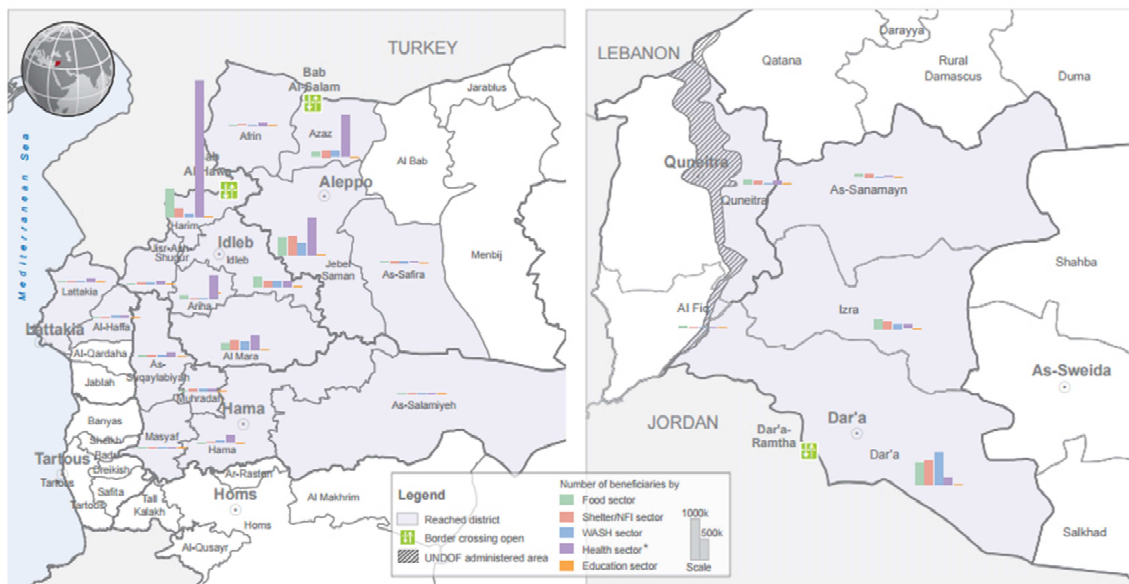 TURKEY
Mediterranean Sea
Bab
Al-Salam
Jarablus
Afrin
Azaz
Al Bab
Aleppo
Harim
Idleb
Idleb
Jisr-Ash-
Shugur
Jebel
Saman
As-Safira
Menbij
Lattakia
Ariha
Al-Haffa
Lattakia
Al-Qardaha
As-
Suqaylabiyah
Al Mara
Jablah
Muhradah
Hama
As-Salamiyeh
Banyas
Masyaf
Hama
Sheikh
Badr
Tartous
Dreikish
Ar-Rastan
Tartous
Safita
Homs
Al Makhrim
Tartous
Tall
Kalakh
Homs
Al-Qusayr
LEBANON
Darayya
Qatana
Rural
Damascus
Duma
Quneitra
Quneitra
As-Sanamayn
Shahba
Al Fiq
Izra
As-Sweida
JORDAN
Dar'a-
Ramtha
Dar'a
Dar'a
Salkhad
Legend
Reached district
Border crossing open
UNDOF administered area
Number of beneficiaries by
Food sector
Shelter/NFI sector
WASH sector
Health sector*
Education sector
1000k
500k
Scale